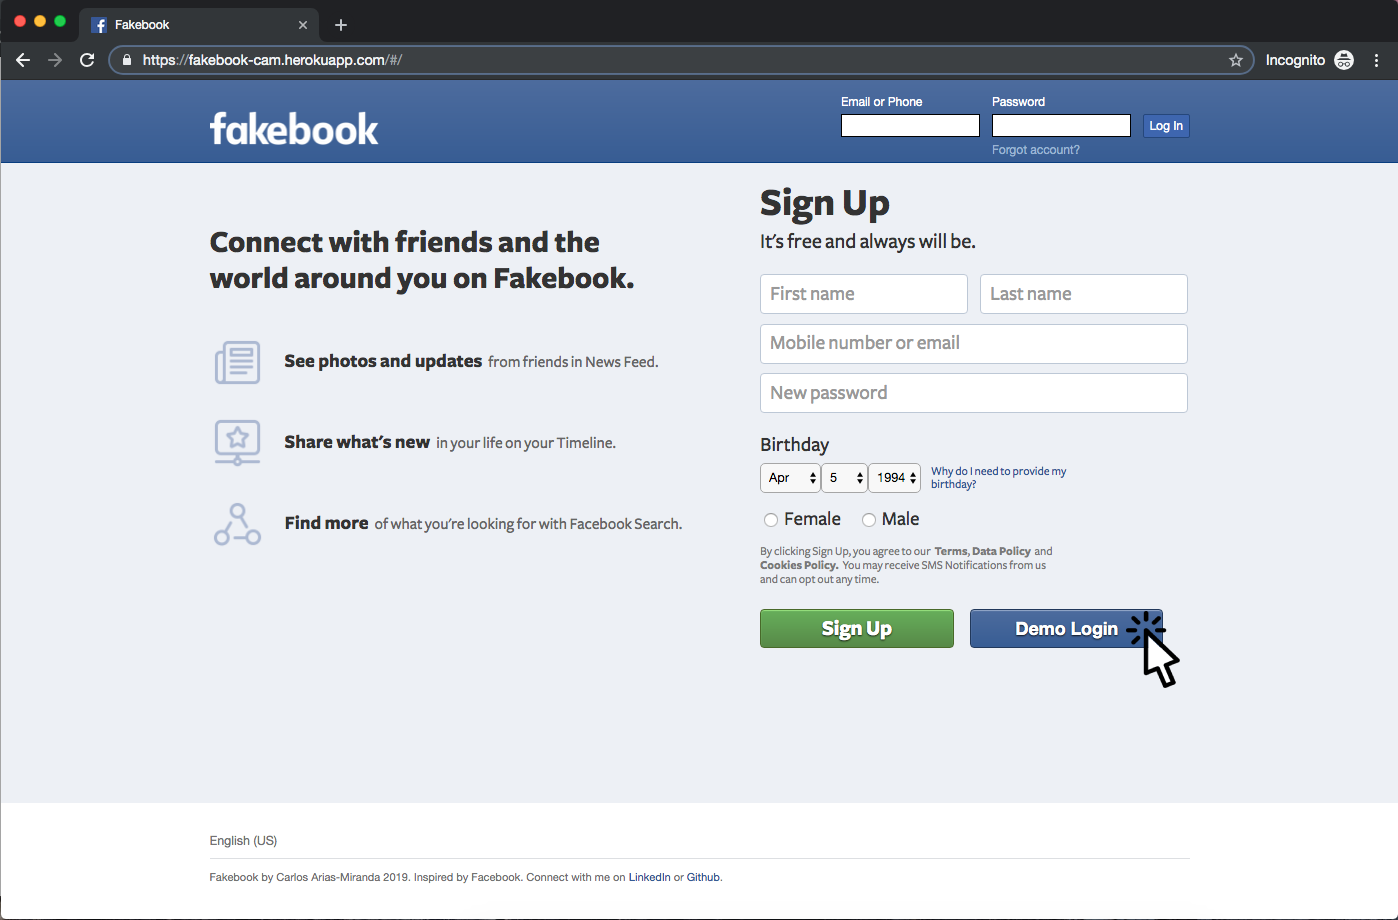 Fakebook
https://fakebook-cam.herokuapp.com/#/
Incognito
fakebook
Email or Phone
Password
Log In
Forgot account?
Connect with friends and the
world around you on Fakebook.
See photos and updates from friends in News Feed.
Share what's new in your life on your Timeline.
Find more of what you're looking for with Facebook Search.
Sign Up
It's free and always will be.
First name
Last name
Mobile number or email
New password
Birthday
Apr 5 1994
Why do I need to provide my
birthday?
Female Male
By clicking Sign Up, you agree to our Terms, Data Policy and
Cookies Policy. You may receive SMS Notifications from us
and can opt out any time.
Sign Up
Demo Login
English (US)
Fakebook by Carlos Arias-Miranda 2019. Inspired by Facebook. Connect with me on LinkedIn or Github.